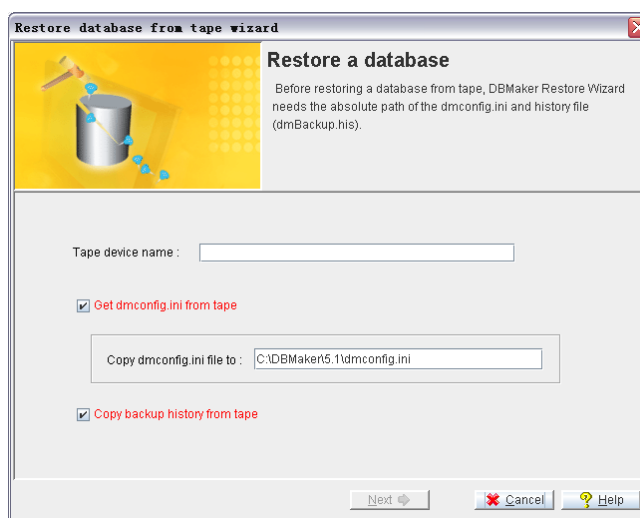 Restore database from tape wizard
Restore a database
Before restoring a database from tape, DBMaker Restore Wizard
needs the absolute path of the dmconfig.ini and history file
(dmBackup.his).
Tape device name :
Get dmconfig.ini from tape
Copy dmconfig.ini file to : C:\DBMaker\5.1\dmconfig.ini
Copy backup history from tape
Next Cancel Help